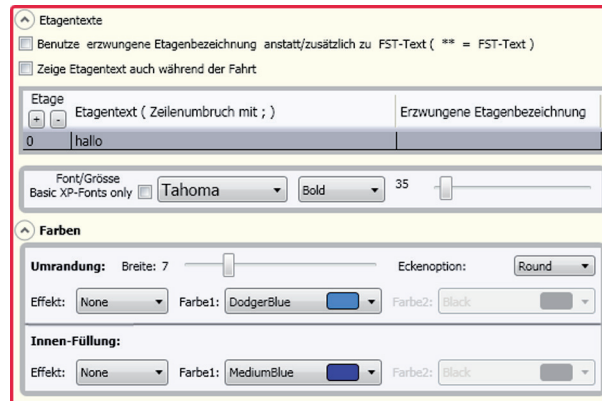 Etagentexte
Benutze erzwungene Etagenbezeichnung anstatt/zusätzlich zu FST-Text ( ** = FST-Text )
Zeige Etagentext auch während der Fahrt
Etage
+ - Etagentext ( Zeilenumbruch mit ; ) Erzwungene Etagenbezeichnung
0 hallo
Font/Grösse
Basic XP-Fonts only Tahoma Bold 35
Farben
Umrandung: Breite: 7 Eckenoption: Round
Effekt: None Farbe1: DodgerBlue Farbe2: Black
Innen-Füllung:
Effekt: None Farbe1: MediumBlue Farbe2: Black